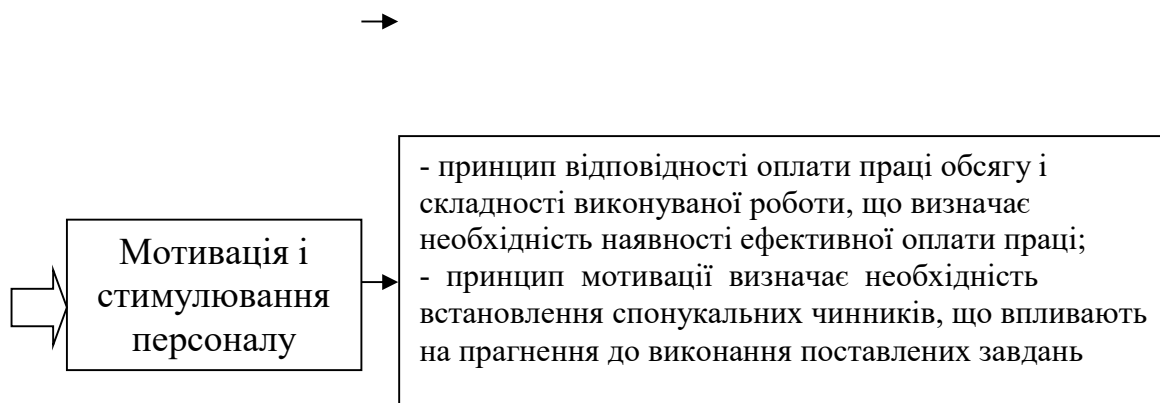 Мотивація і
стимулювання
персоналу
- принцип відповідності оплати праці обсягу і
складності виконуваної роботи, що визначає
необхідність наявності ефективної оплати праці;
- принцип мотивації визначає необхідність
встановлення спонукальних чинників, що впливають
на прагнення до виконання поставлених завдань